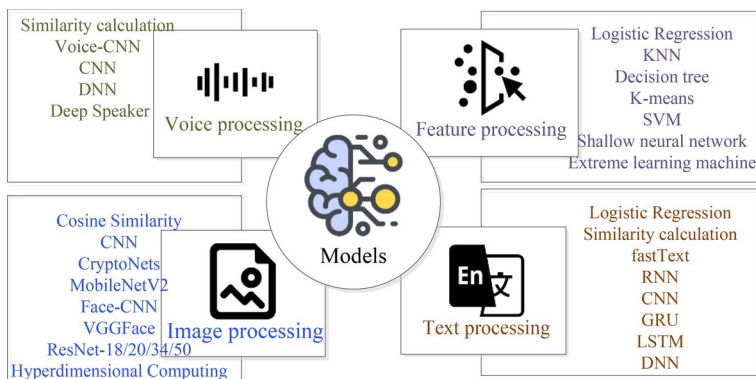 Similarity calculation
Voice-CNN
CNN
DNN
Deep Speaker
Voice processing
Logistic Regression
KNN
Decision tree
K-means
SVM
Shallow neural network
Extreme learning machine
Feature processing
Models
Cosine Similarity
CNN
CryptoNets
MobileNetV2
Face-CNN
VGGFace
ResNet-18/20/34/50
Hyperdimensional Computing
Image processing
Logistic Regression
Similarity calculation
fastText
RNN
CNN
GRU
LSTM
DNN
En
文
Text processing